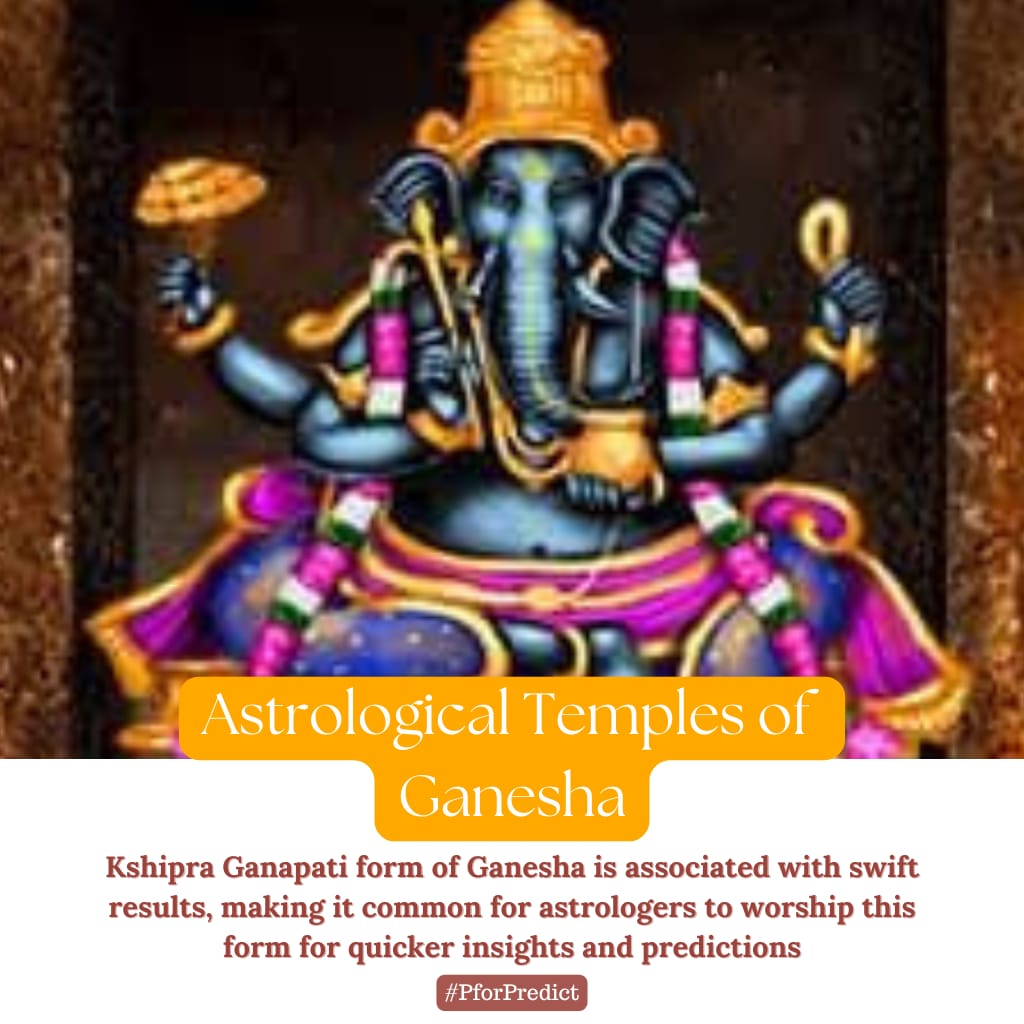 Astrological Temples of
Ganesha
Kshipra Ganapati form of Ganesha is associated with swift
results, making it common for astrologers to worship this
form for quicker insights and predictions
#PforPredict